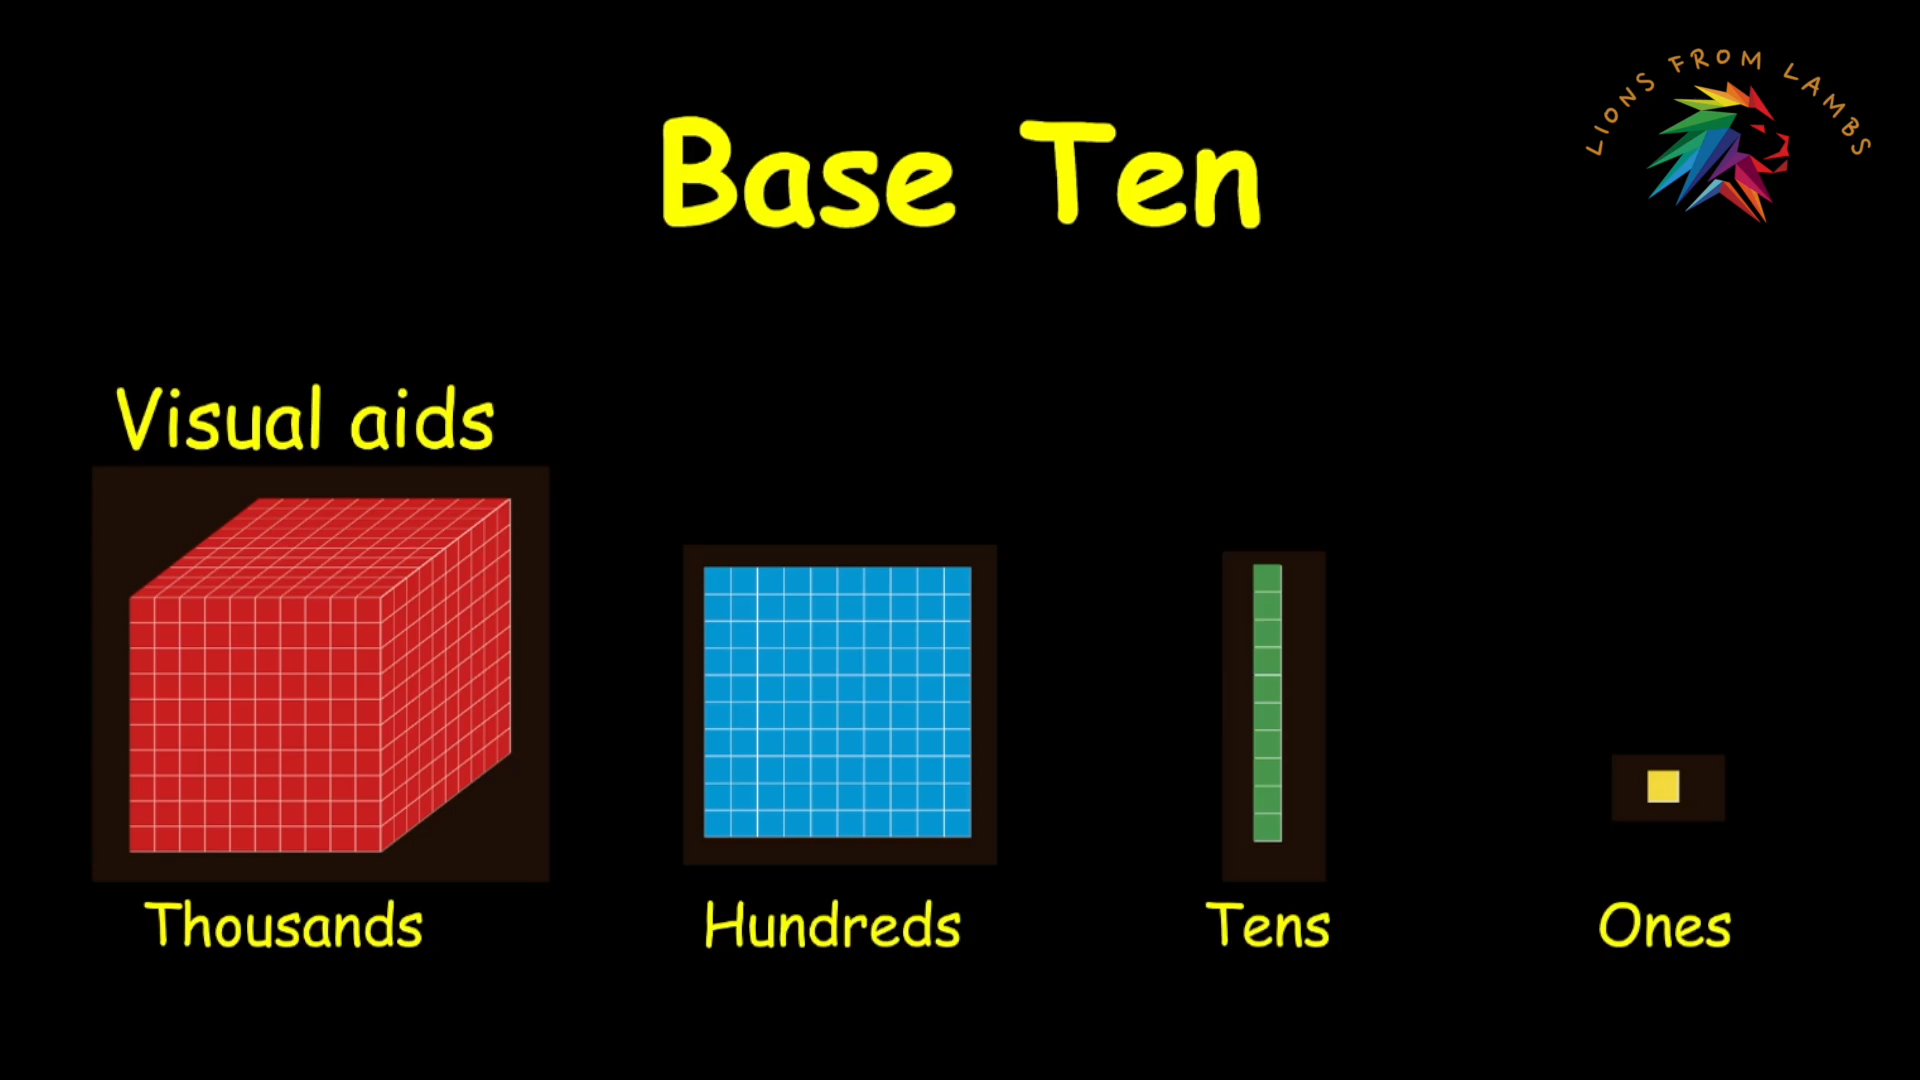 LIONS FROM LAMBS
Base Ten
Visual aids
Thousands
Hundreds
Tens
Ones